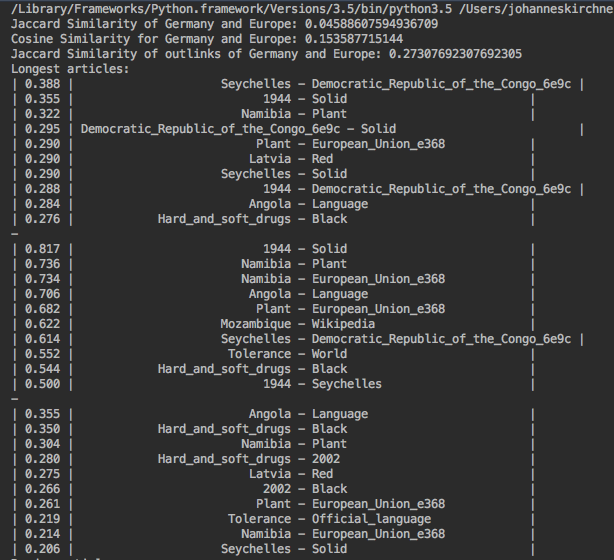 /Library/Frameworks/Python.framework/Versions/3.5/bin/python3.5 /Users/johanneskirchne
Jaccard Similarity of Germany and Europe: 0.04588607594936709
Cosine Similarity for Germany and Europe: 0.153587715144
Jaccard Similarity of outlinks of Germany and Europe: 0.27307692307692305
Longest articles:
| 0.388 | Seychelles - Democratic_Republic_of_the_Congo_6e9c |
| 0.355 | 1944 - Solid |
| 0.322 | Namibia - Plant |
| 0.295 | Democratic_Republic_of_the_Congo_6e9c - Solid |
| 0.290 | Plant - European_Union_e368 |
| 0.290 | Latvia - Red |
| 0.290 | Seychelles - Solid |
| 0.288 | 1944 - Democratic_Republic_of_the_Congo_6e9c |
| 0.284 | Angola - Language |
| 0.276 | Hard_and_soft_drugs - Black |
–
| 0.817 | 1944 - Solid |
| 0.736 | Namibia - Plant |
| 0.734 | Namibia - European_Union_e368 |
| 0.706 | Angola - Language |
| 0.682 | Plant - European_Union_e368 |
| 0.622 | Mozambique - Wikipedia |
| 0.614 | Seychelles - Democratic_Republic_of_the_Congo_6e9c |
| 0.552 | Tolerance - World |
| 0.544 | Hard_and_soft_drugs - Black |
| 0.500 | 1944 - Seychelles |
–
| 0.355 | Angola - Language |
| 0.350 | Hard_and_soft_drugs - Black |
| 0.304 | Namibia - Plant |
| 0.280 | Hard_and_soft_drugs - 2002 |
| 0.275 | Latvia - Red |
| 0.266 | 2002 - Black |
| 0.261 | Plant - European_Union_e368 |
| 0.219 | Tolerance - Official_language |
| 0.214 | Namibia - European_Union_e368 |
| 0.206 | Seychelles - Solid |